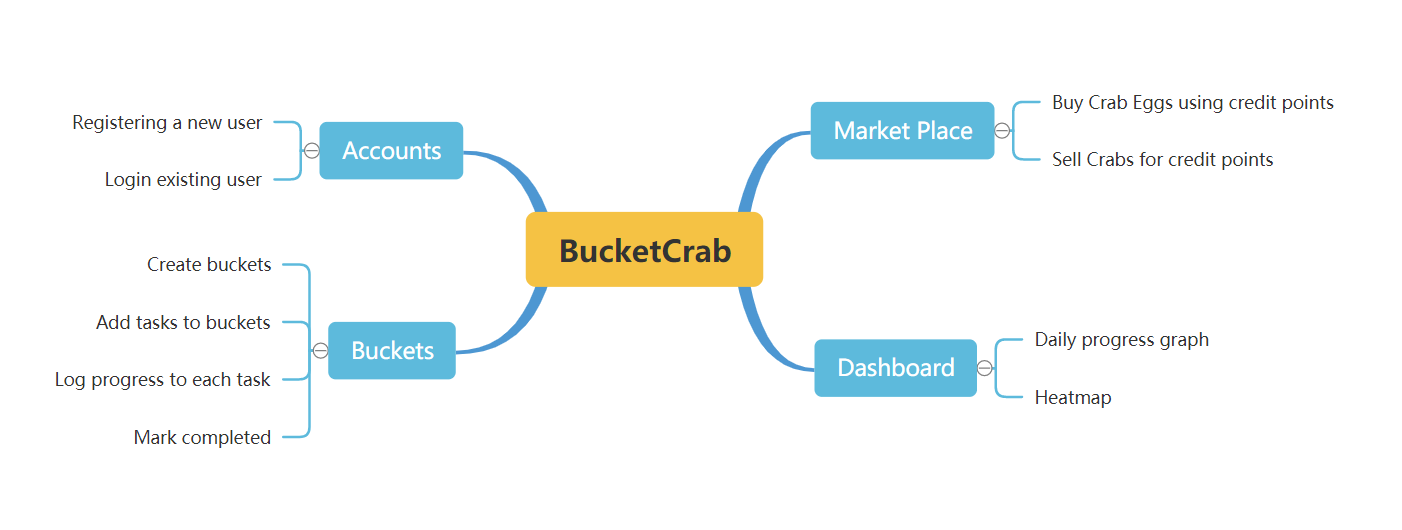 BucketCrab
Accounts
Registering a new user
Login existing user
Buckets
Create buckets
Add tasks to buckets
Log progress to each task
Mark completed
Market Place
Buy Crab Eggs using credit points
Sell Crabs for credit points
Dashboard
Daily progress graph
Heatmap